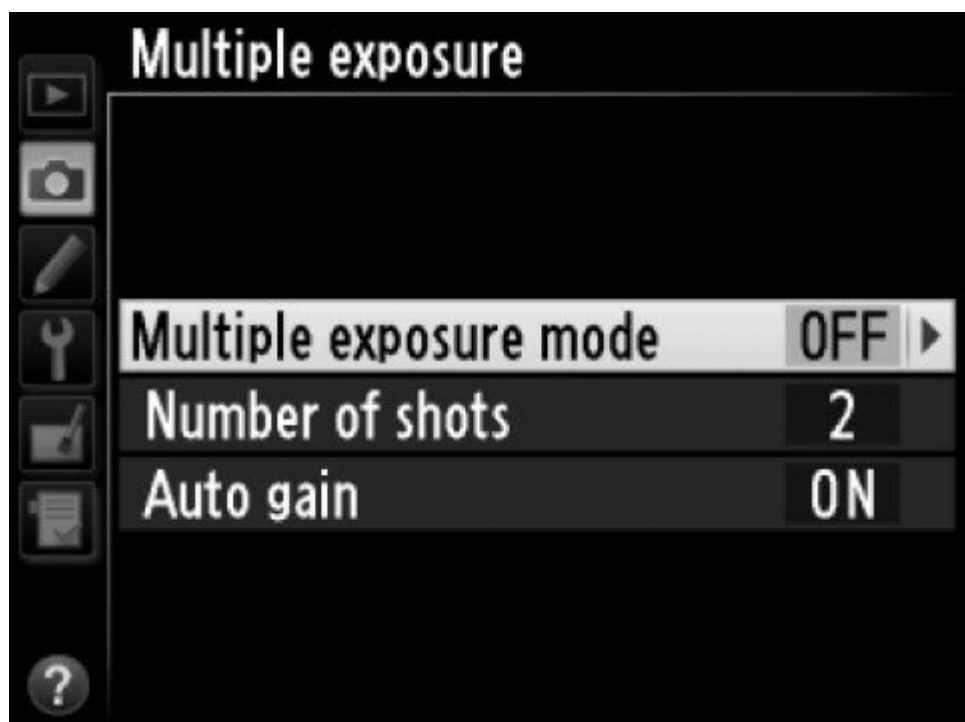 Multiple exposure
Multiple exposure mode OFF
Number of shots 2
Auto gain ON
?